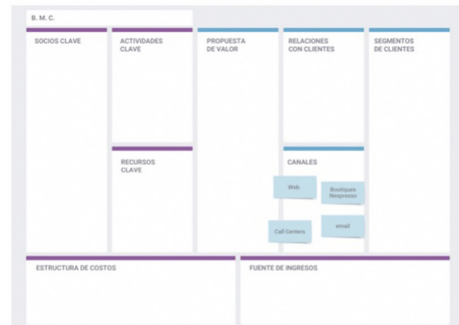 B. M. C.
SOCIOS CLAVE
ACTIVIDADES
CLAVE
PROPUESTA
DE VALOR
RELACIONES
CON CLIENTES
SEGMENTOS
DE CLIENTES
RECURSOS
CLAVE
CANALES
Web
Boutiques
Nespresso
Call Centers
email
ESTRUCTURA DE COSTOS
FUENTE DE INGRESOS